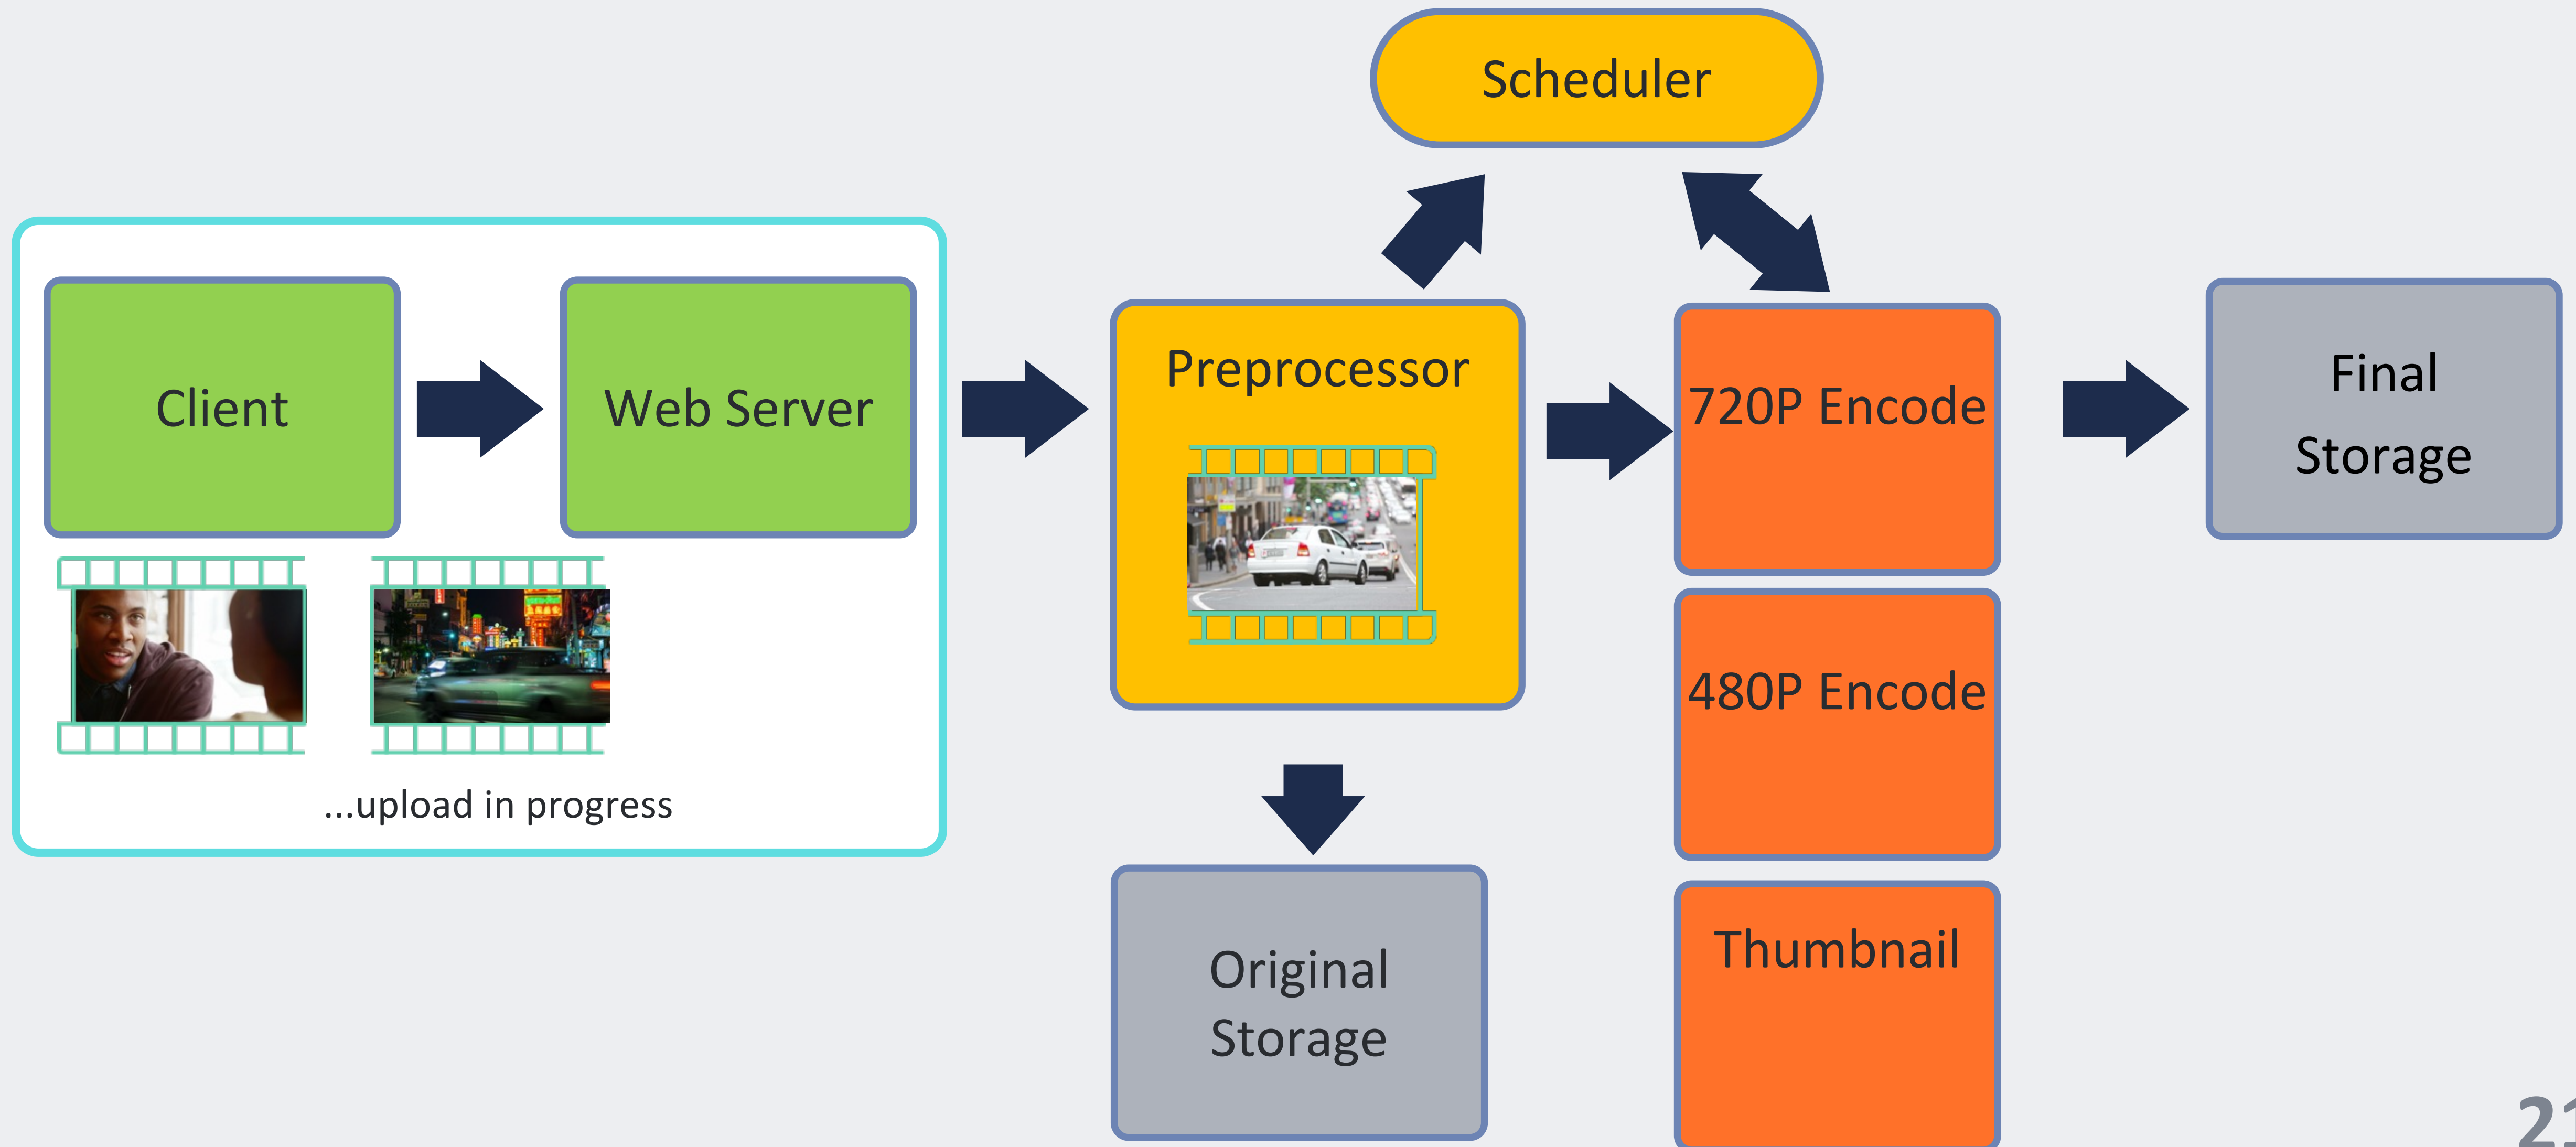 Scheduler
Client
Web Server
Preprocessor
720P Encode
Final
Storage
480P Encode
...upload in progress
Original
Storage
Thumbnail